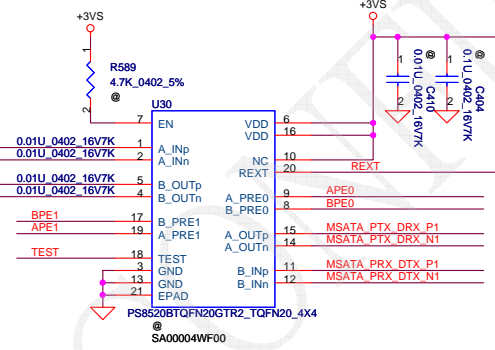 +3VS
+3VS
R589
4.7K_0402_5%
@
1
2
@
0.01U_0402_16V7K
C410
1
2
@
0.1U_0402_16V7K
C404
1
2
U30
7 EN
VDD 6
VDD 16
0.01U_0402_16V7K 1 A_INp
0.01U_0402_16V7K 2 A_INn
NC 10
REXT 20 REXT
0.01U_0402_16V7K 5 B_OUTp
0.01U_0402_16V7K 4 B_OUTn
A_PRE0 9 APE0
B_PRE0 8 BPE0
BPE1 17 B_PRE1
APE1 19 A_PRE1
A_OUTp 15 MSATA_PTX_DRX_P1
A_OUTn 14 MSATA_PTX_DRX_N1
TEST 18 TEST
3 GND
13 GND
21 EPAD
B_INp 11 MSATA_PRX_DTX_P1
B_INn 12 MSATA_PRX_DTX_N1
PS8520BTQFN20GTR2_TQFN20_4X4
@
SA00004WF00